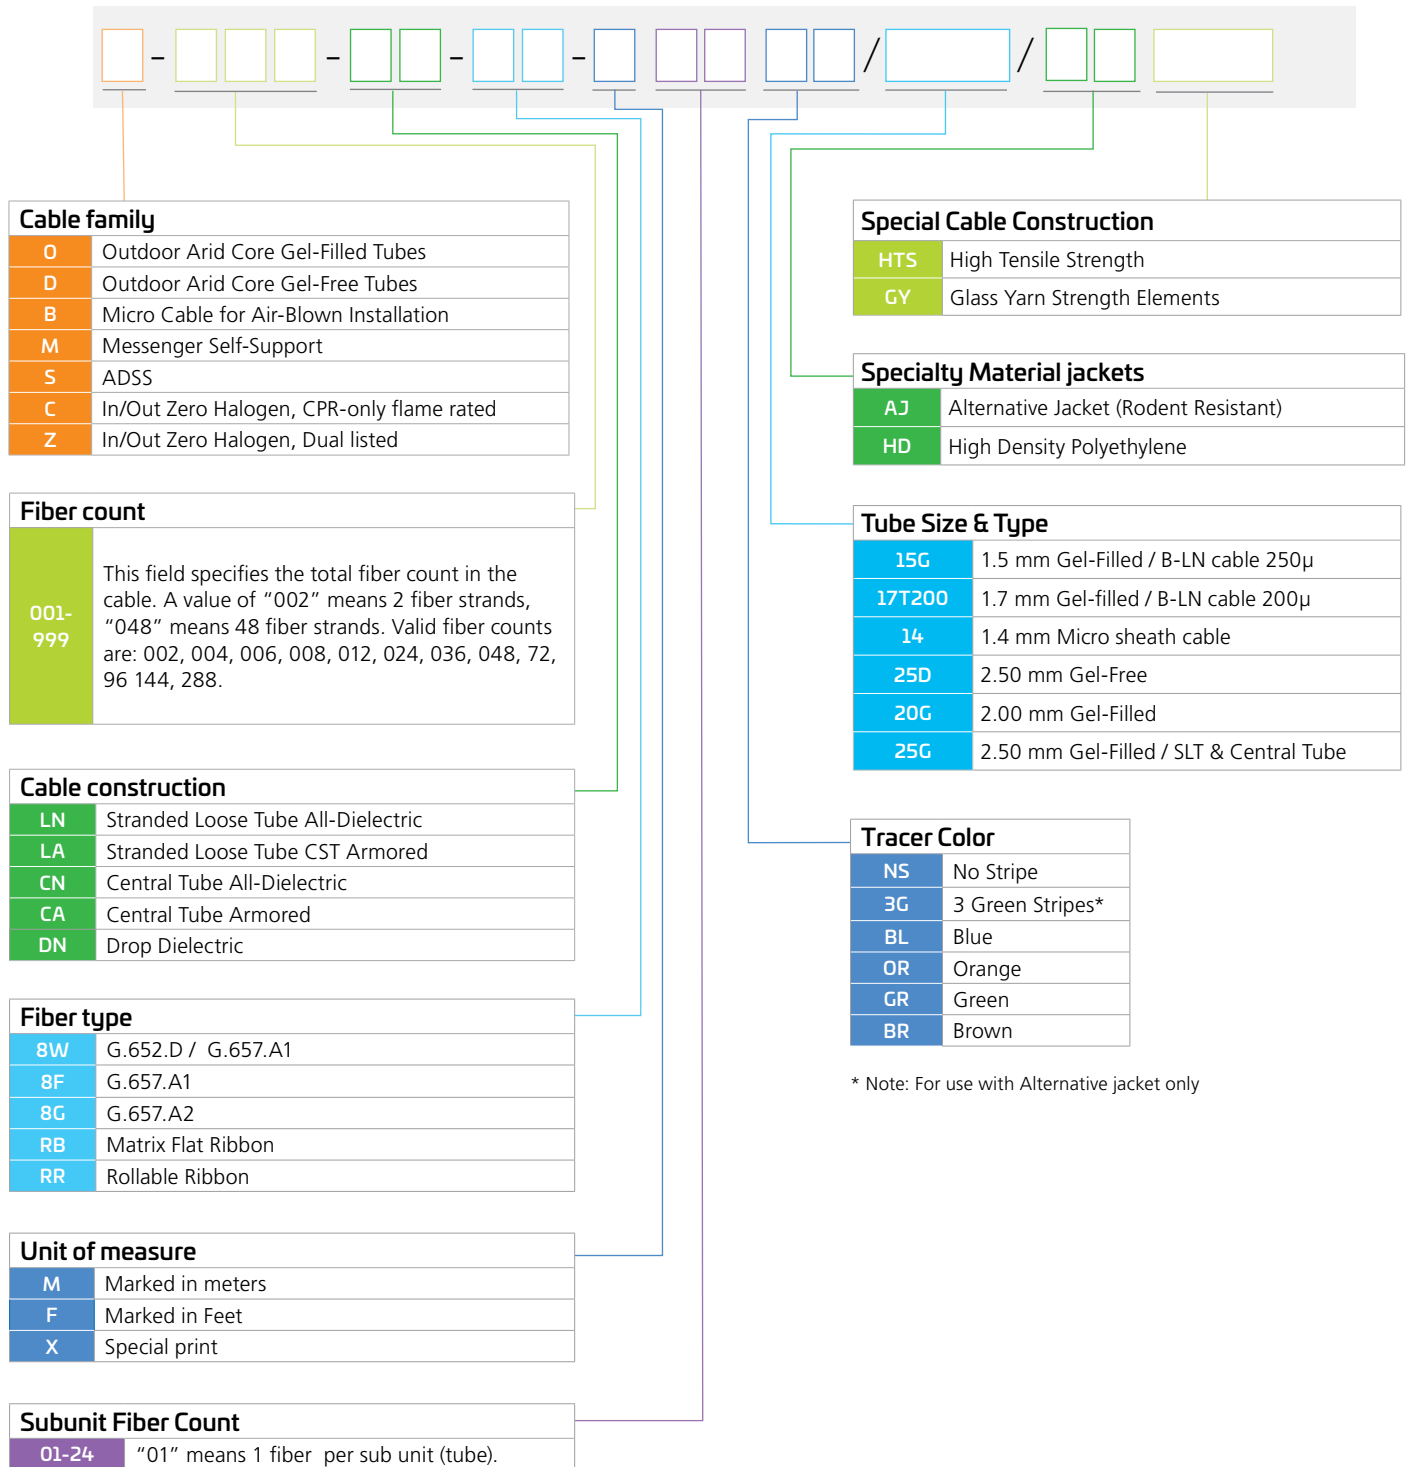 - - - - / /
Cable family
O Outdoor Arid Core Gel-Filled Tubes
D Outdoor Arid Core Gel-Free Tubes
B Micro Cable for Air-Blown Installation
M Messenger Self-Support
S ADSS
C In/Out Zero Halogen, CPR-only flame rated
Z In/Out Zero Halogen, Dual listed
Fiber count
001-
999
This field specifies the total fiber count in the
cable. A value of “002” means 2 fiber strands,
“048” means 48 fiber strands. Valid fiber counts
are: 002, 004, 006, 008, 012, 024, 036, 048, 72,
96 144, 288.
Cable construction
LN Stranded Loose Tube All-Dielectric
LA Stranded Loose Tube CST Armored
CN Central Tube All-Dielectric
CA Central Tube Armored
DN Drop Dielectric
Fiber type
8W G.652.D / G.657.A1
8F G.657.A1
8G G.657.A2
RB Matrix Flat Ribbon
RR Rollable Ribbon
Unit of measure
M Marked in meters
F Marked in Feet
X Special print
Subunit Fiber Count
01-24 “01” means 1 fiber per sub unit (tube).
Special Cable Construction
HTS High Tensile Strength
GY Glass Yarn Strength Elements
Specialty Material jackets
AJ Alternative Jacket (Rodent Resistant)
HD High Density Polyethylene
Tube Size & Type
15G 1.5 mm Gel-Filled / B-LN cable 250µ
17T200 1.7 mm Gel-filled / B-LN cable 200µ
14 1.4 mm Micro sheath cable
25D 2.50 mm Gel-Free
20G 2.00 mm Gel-Filled
25G 2.50 mm Gel-Filled / SLT & Central Tube
Tracer Color
NS No Stripe
3G 3 Green Stripes*
BL Blue
OR Orange
GR Green
BR Brown
* Note: For use with Alternative jacket only